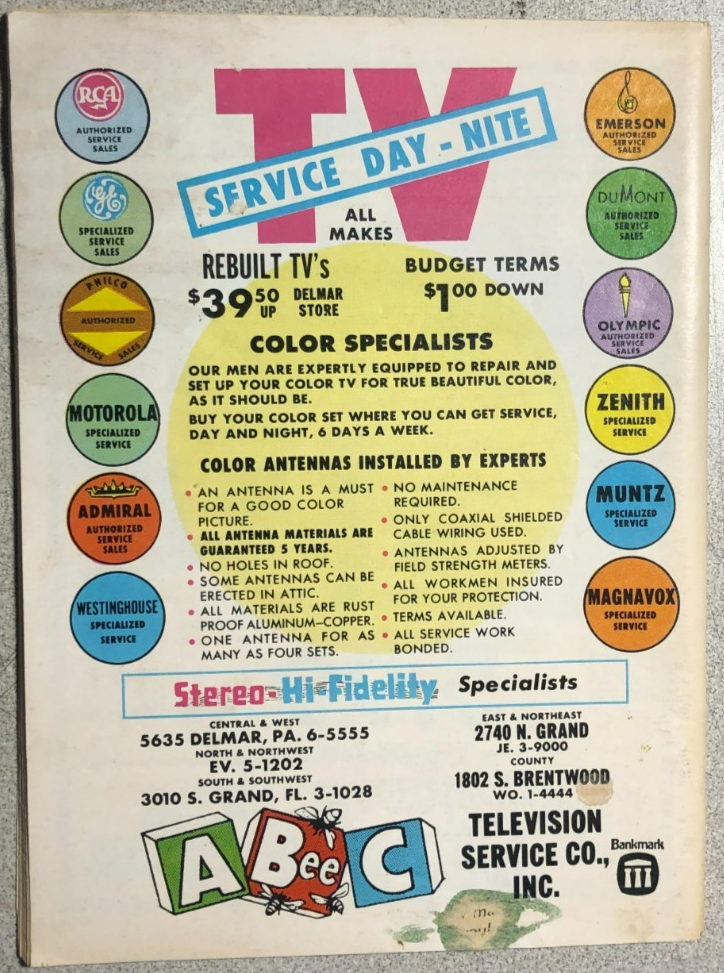 TV
SERVICE DAY - NITE
ALL
MAKES
RCA
AUTHORIZED
SERVICE
SALES
GE
SPECIALIZED
SERVICE
SALES
PHILCO
AUTHORIZED
SERVICE SALES
MOTOROLA
SPECIALIZED
SERVICE
ADMIRAL
AUTHORIZED
SERVICE
SALES
WESTINGHOUSE
SPECIALIZED
SERVICE
EMERSON
AUTHORIZED
SERVICE
SALES
DUMONT
AUTHORIZED
SERVICE
SALES
OLYMPIC
AUTHORIZED
SERVICE
SALES
ZENITH
SPECIALIZED
SERVICE
MUNTZ
SPECIALIZED
SERVICE
MAGNAVOX
SPECIALIZED
SERVICE
REBUILT TV's
$39 50 UP DELMAR STORE
BUDGET TERMS
$1 00 DOWN
COLOR SPECIALISTS
OUR MEN ARE EXPERTLY EQUIPPED TO REPAIR AND
SET UP YOUR COLOR TV FOR TRUE BEAUTIFUL COLOR,
AS IT SHOULD BE.
BUY YOUR COLOR SET WHERE YOU CAN GET SERVICE,
DAY AND NIGHT, 6 DAYS A WEEK.
COLOR ANTENNAS INSTALLED BY EXPERTS
• AN ANTENNA IS A MUST
FOR A GOOD COLOR
PICTURE.
• ALL ANTENNA MATERIALS ARE
GUARANTEED 5 YEARS.
• NO HOLES IN ROOF.
• SOME ANTENNAS CAN BE
ERECTED IN ATTIC.
• ALL MATERIALS ARE RUST
PROOF ALUMINUM–COPPER.
• ONE ANTENNA FOR AS
MANY AS FOUR SETS.
• NO MAINTENANCE
REQUIRED.
• ONLY COAXIAL SHIELDED
CABLE WIRING USED.
• ANTENNAS ADJUSTED BY
FIELD STRENGTH METERS.
• ALL WORKMEN INSURED
FOR YOUR PROTECTION.
• TERMS AVAILABLE.
• ALL SERVICE WORK
BONDED.
Stereo-Hi-Fidelity Specialists
CENTRAL & WEST
5635 DELMAR, PA. 6-5555
NORTH & NORTHWEST
EV. 5-1202
SOUTH & SOUTHWEST
3010 S. GRAND, FL. 3-1028
EAST & NORTHEAST
2740 N. GRAND
JE. 3-9000
COUNTY
1802 S. BRENTWOOD
WO. 1-4444
A Bee C
TELEVISION
SERVICE CO.,
INC.
Bankmark